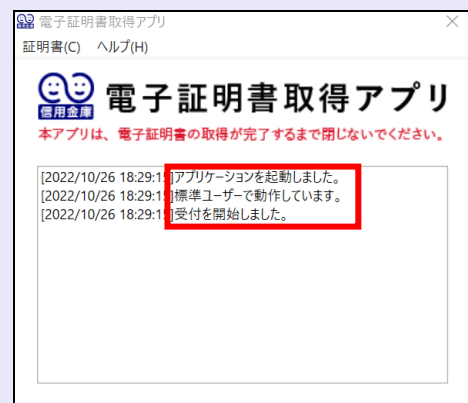 電子証明書取得アプリ
証明書(C) ヘルプ(H)
信用金庫
電子証明書取得アプリ
本アプリは、電子証明書の取得が完了するまで閉じないでください。
[2022/10/26 18:29:15]アプリケーションを起動しました。
[2022/10/26 18:29:15]標準ユーザーで動作しています。
[2022/10/26 18:29:15]受付を開始しました。